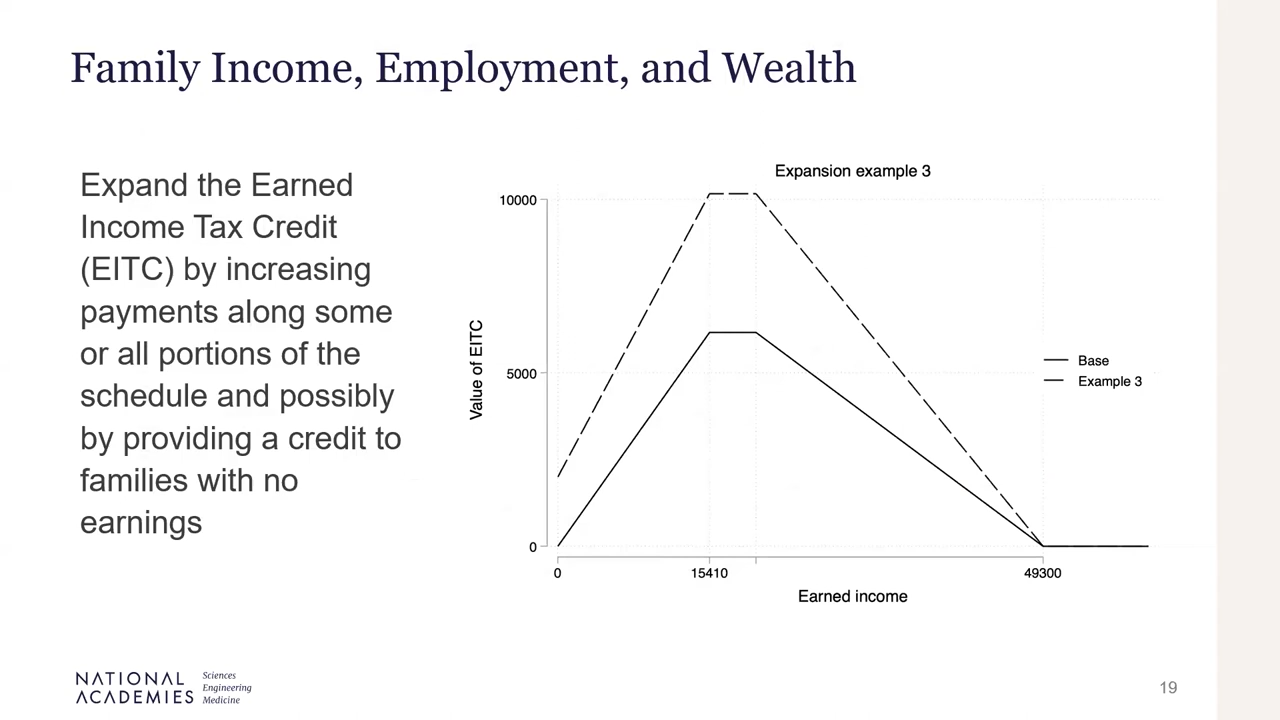 Family Income, Employment, and Wealth
Expand the Earned
Income Tax Credit
(EITC) by increasing
payments along some
or all portions of the
schedule and possibly
by providing a credit to
families with no
earnings
Expansion example 3
10000
5000
0
Value of EITC
Base
Example 3
0
15410
49300
Earned income
NATIONAL
ACADEMIES
Sciences
Engineering
Medicine
19